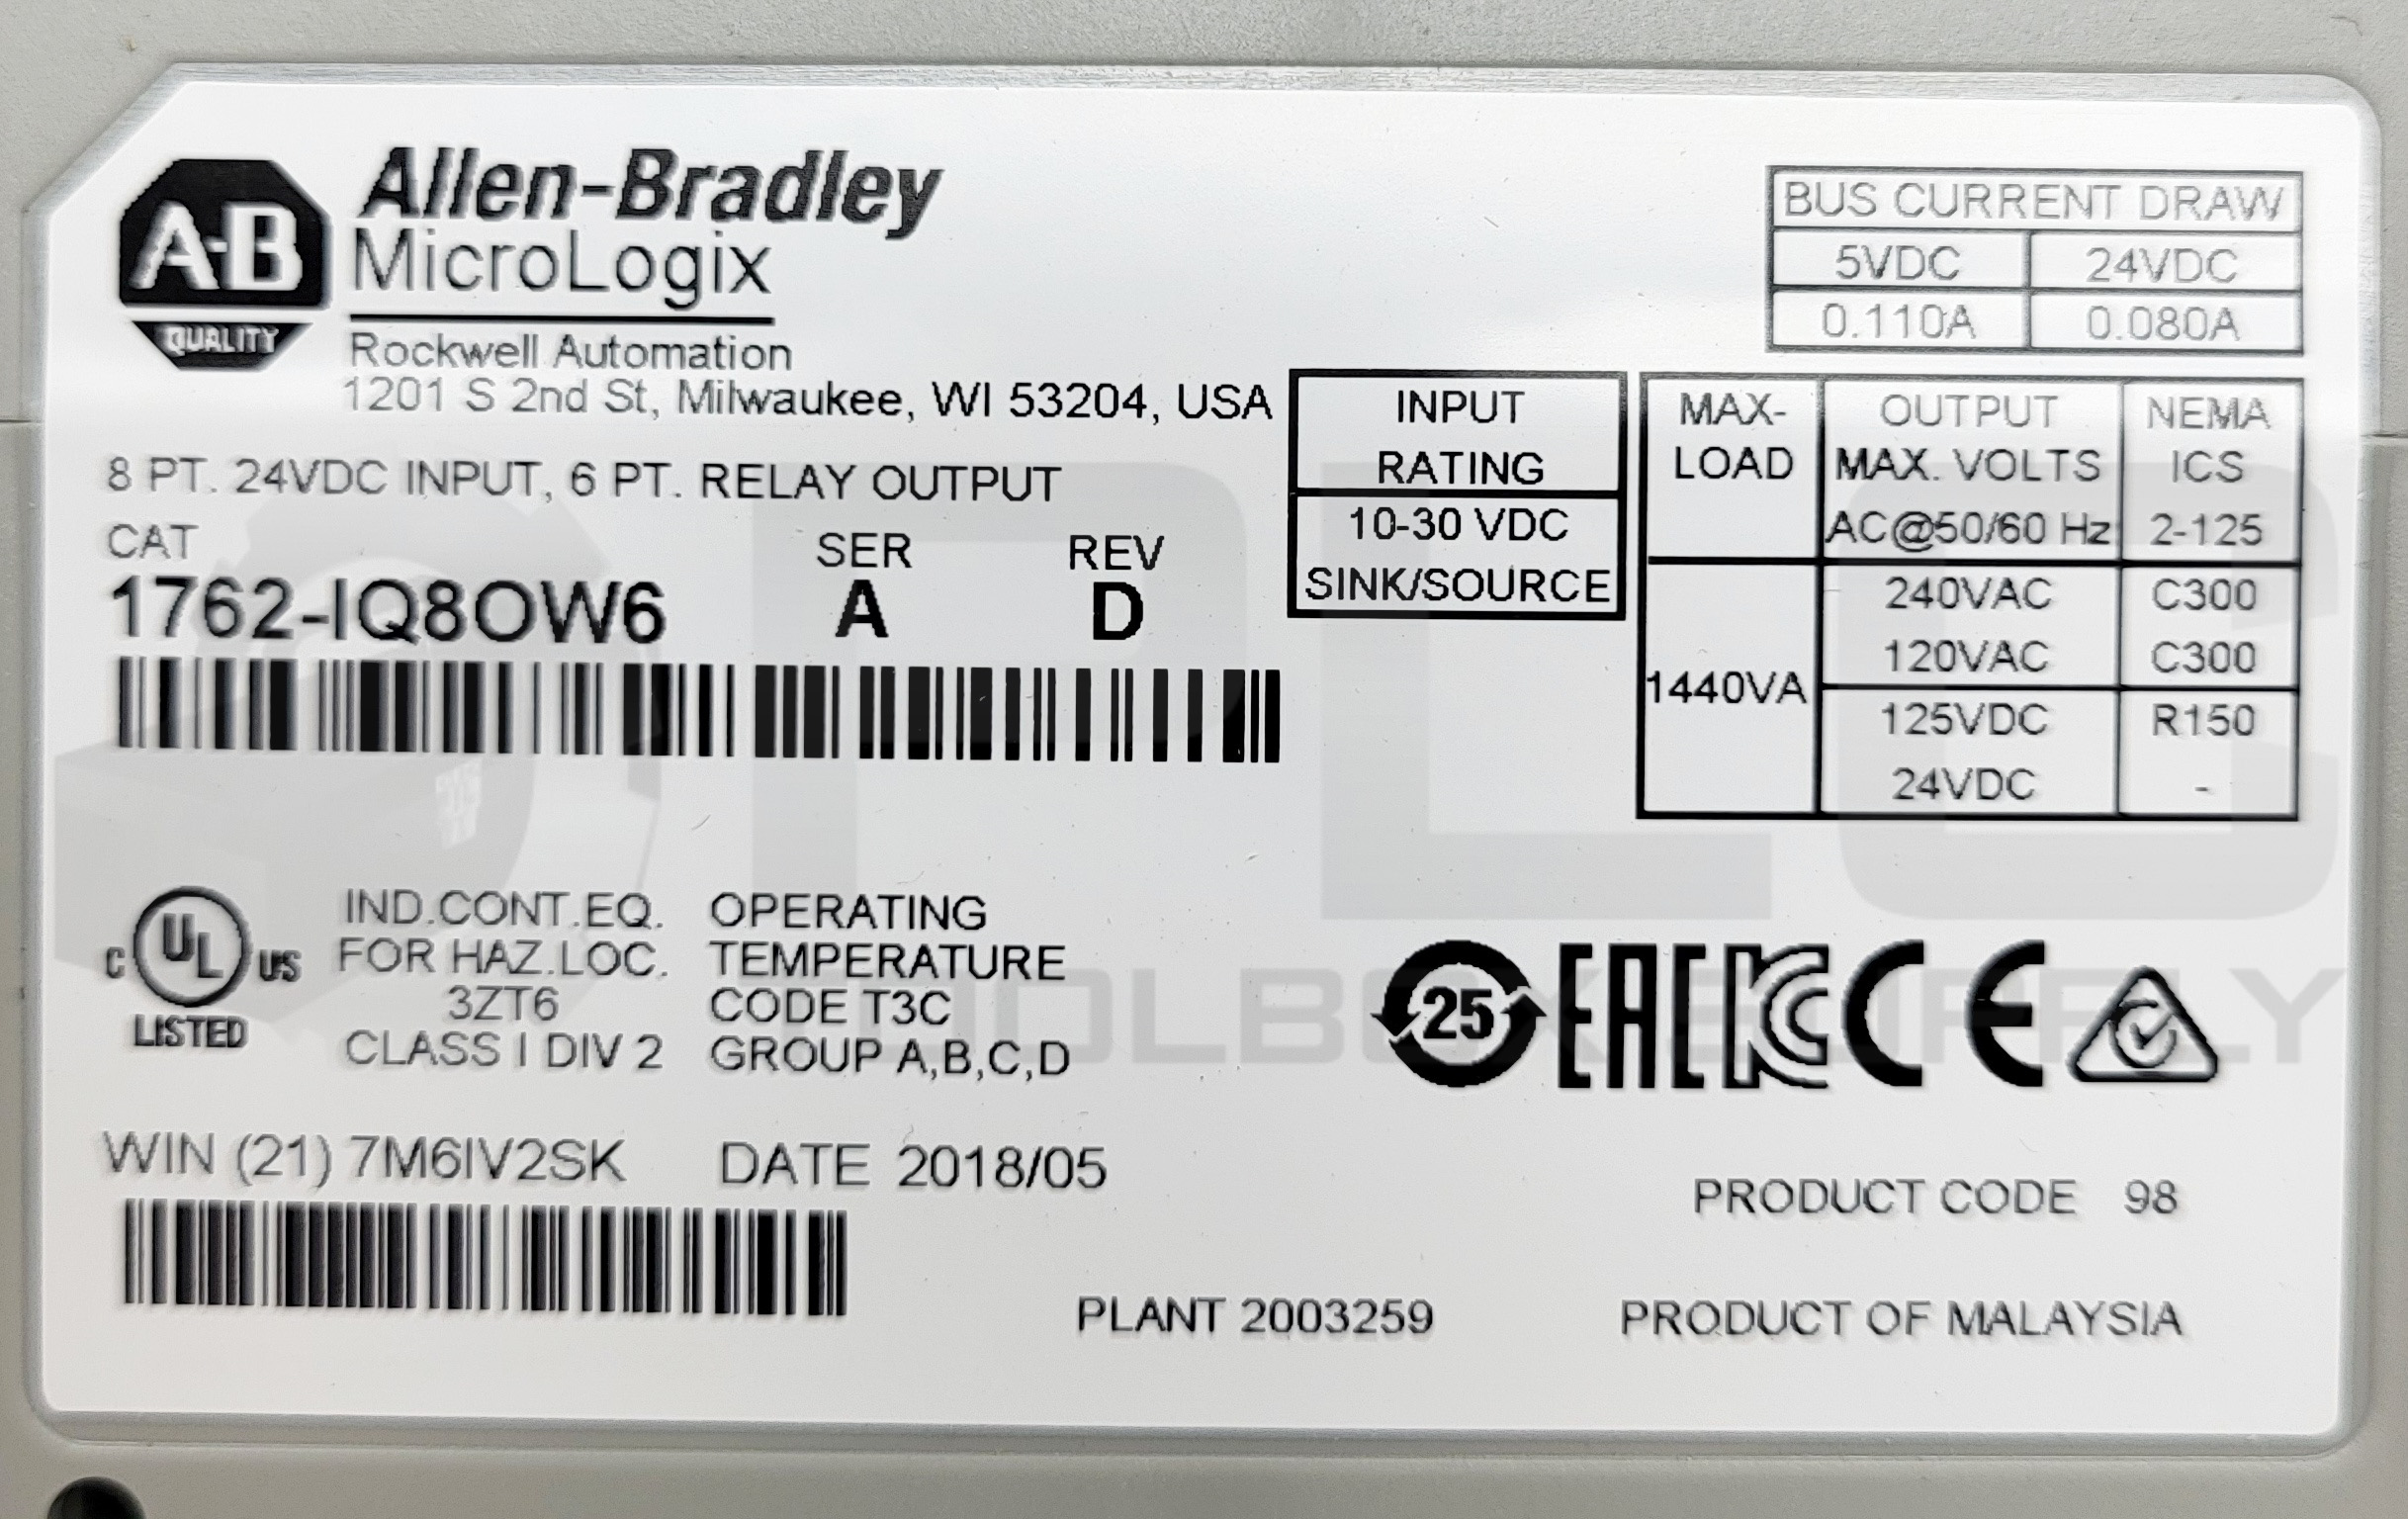 Allen-Bradley
A-B
QUALITY
MicroLogix
Rockwell Automation
1201 S 2nd St, Milwaukee, WI 53204, USA
8 PT. 24VDC INPUT, 6 PT. RELAY OUTPUT
CAT SER REV
1762-IQ8OW6 A D
BUS CURRENT DRAW
5VDC 24VDC
0.110A 0.080A
INPUT
RATING
10-30 VDC
SINK/SOURCE
MAX-
LOAD
OUTPUT
MAX. VOLTS
AC@50/60 Hz
NEMA
ICS
2-125
1440VA
240VAC C300
120VAC C300
125VDC R150
24VDC -
C UL US
LISTED
IND.CONT.EQ.
FOR HAZ.LOC.
3ZT6
CLASS I DIV 2
OPERATING
TEMPERATURE
CODE T3C
GROUP A,B,C,D
25 EAC KC CE
WIN (21) 7M6IV2SK DATE 2018/05
PRODUCT CODE 98
PLANT 2003259
PRODUCT OF MALAYSIA
PLC
TOOLBOX SUPPLY